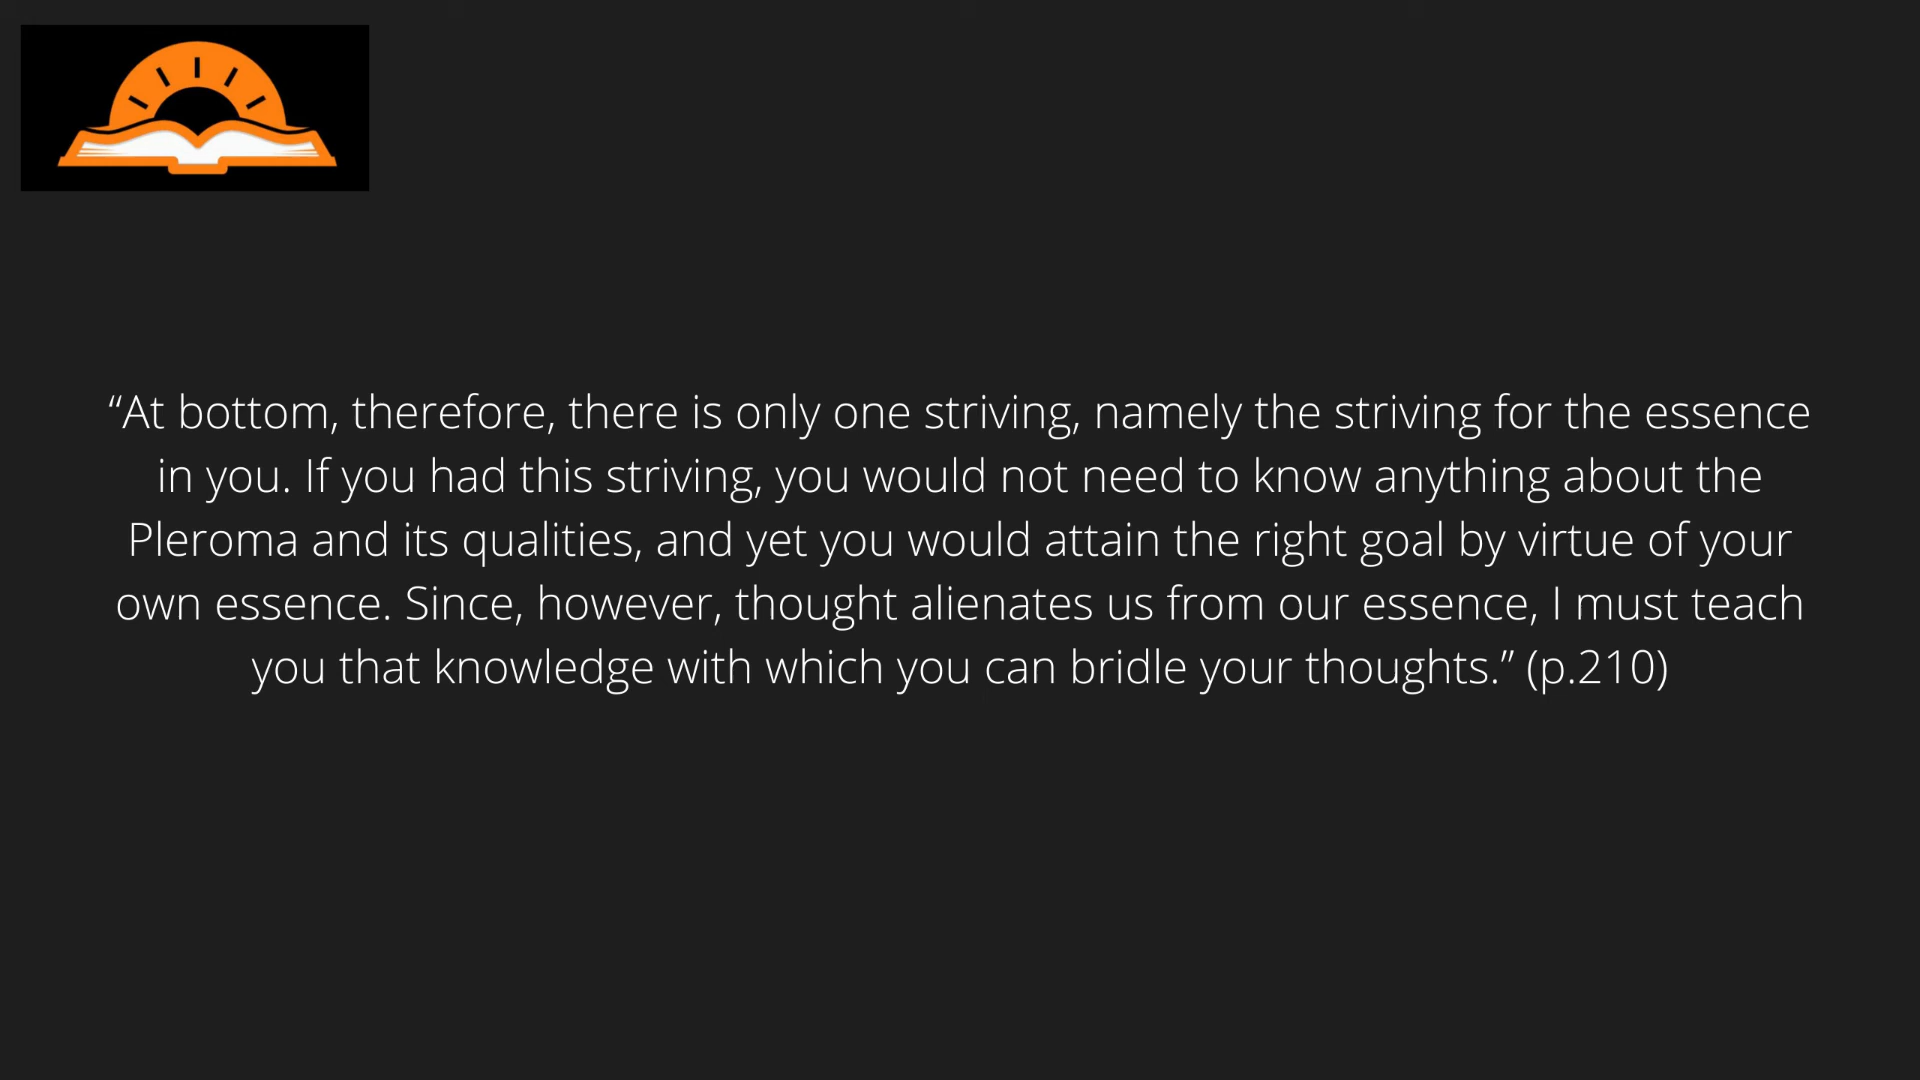 “At bottom, therefore, there is only one striving, namely the striving for the essence
in you. If you had this striving, you would not need to know anything about the
Pleroma and its qualities, and yet you would attain the right goal by virtue of your
own essence. Since, however, thought alienates us from our essence, I must teach
you that knowledge with which you can bridle your thoughts.” (p.210)